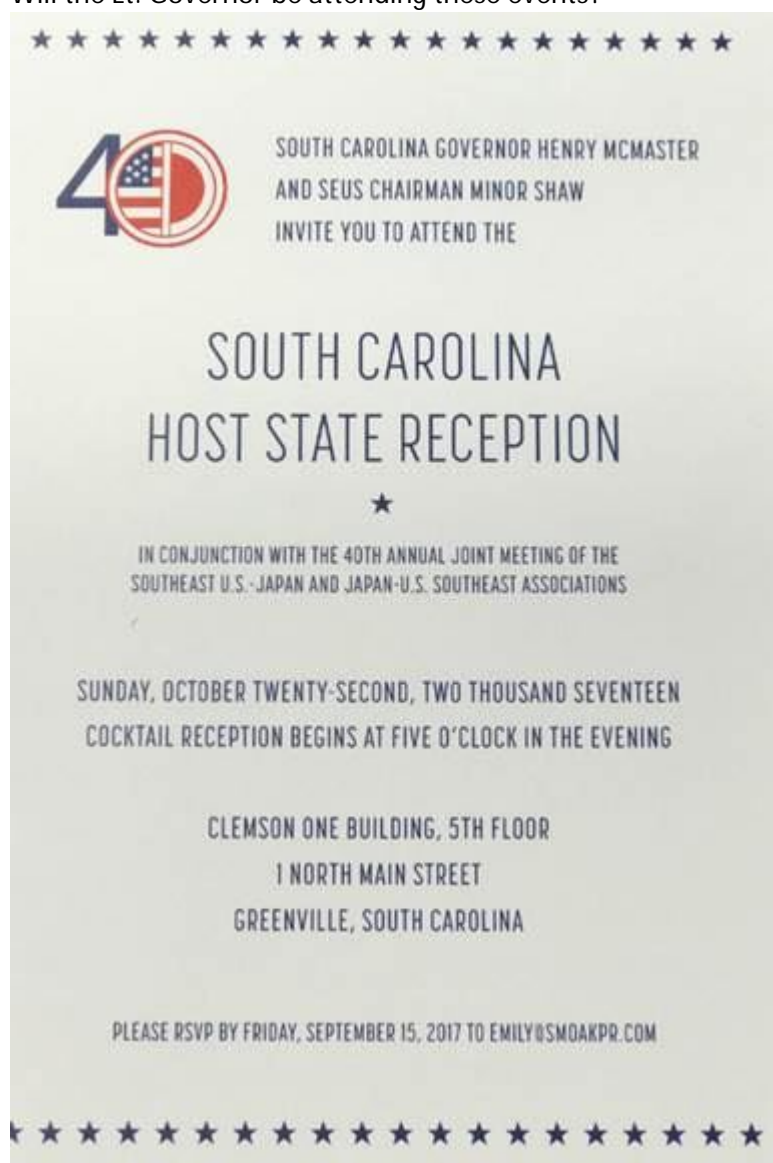 Will the Lt. Governor be attending these events?
40
SOUTH CAROLINA GOVERNOR HENRY MCMASTER
AND SEUS CHAIRMAN MINOR SHAW
INVITE YOU TO ATTEND THE
SOUTH CAROLINA
HOST STATE RECEPTION
IN CONJUNCTION WITH THE 40TH ANNUAL JOINT MEETING OF THE
SOUTHEAST U.S.-JAPAN AND JAPAN-U.S. SOUTHEAST ASSOCIATIONS
SUNDAY, OCTOBER TWENTY-SECOND, TWO THOUSAND SEVENTEEN
COCKTAIL RECEPTION BEGINS AT FIVE O'CLOCK IN THE EVENING
CLEMSON ONE BUILDING, 5TH FLOOR
1 NORTH MAIN STREET
GREENVILLE, SOUTH CAROLINA
PLEASE RSVP BY FRIDAY, SEPTEMBER 15, 2017 TO EMILY@SMOAKPR.COM